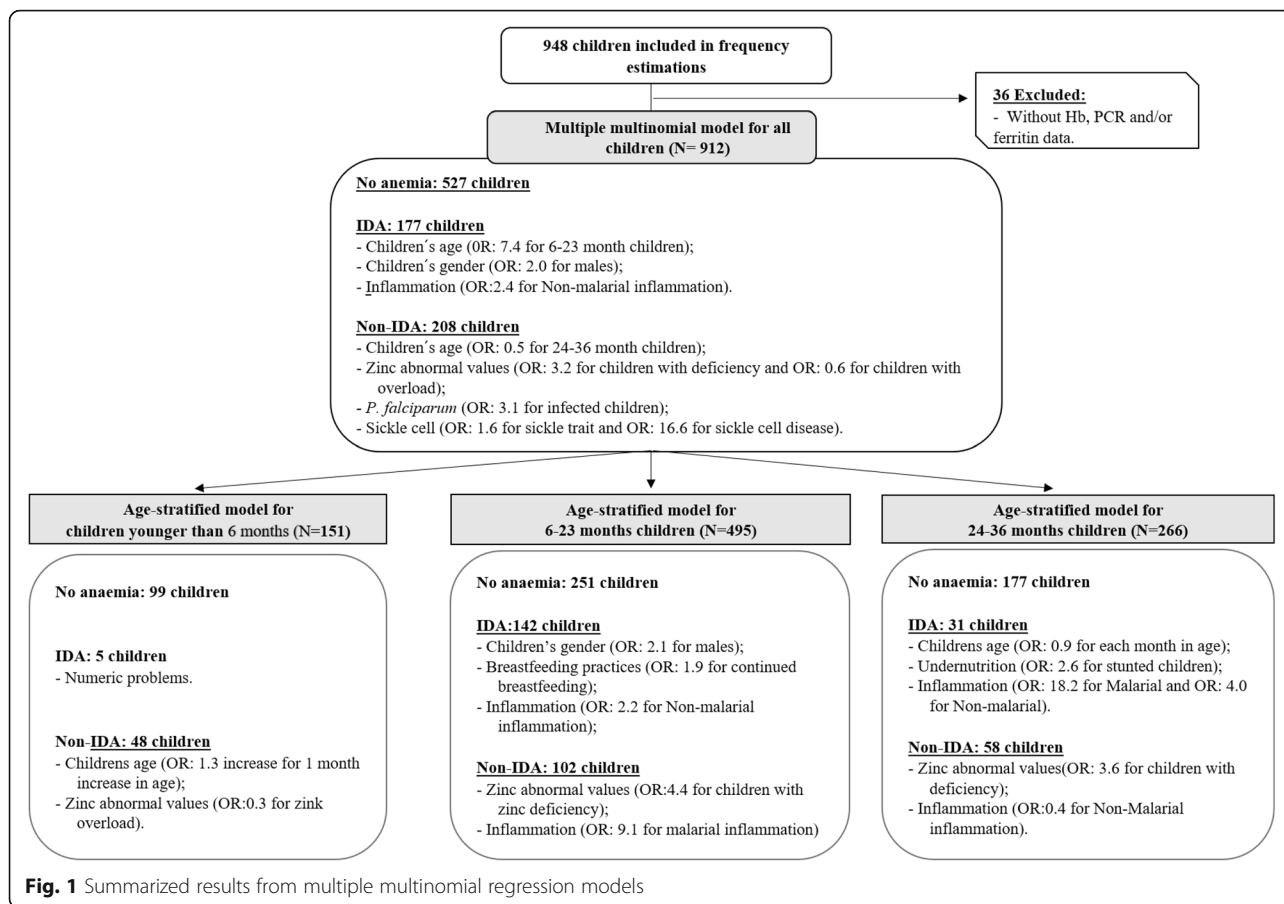 948 children included in frequency
estimations
36 Excluded:
- Without Hb, PCR and/or
ferritin data.
Multiple multinomial model for all
children (N= 912)
No anemia: 527 children
IDA: 177 children
- Children´s age (0R: 7.4 for 6-23 month children);
- Children's gender (OR: 2.0 for males);
- Inflammation (OR:2.4 for Non-malarial inflammation).
Non-IDA: 208 children
- Children´s age (OR: 0.5 for 24-36 month children);
- Zinc abnormal values (OR: 3.2 for children with deficiency and OR: 0.6 for children with
overload);
- P. falciparum (OR: 3.1 for infected children);
- Sickle cell (OR: 1.6 for sickle trait and OR: 16.6 for sickle cell disease).
Age-stratified model for
children younger than 6 months (N=151)
No anaemia: 99 children
IDA: 5 children
- Numeric problems.
Non-IDA: 48 children
- Childrens age (OR: 1.3 increase for 1 month
increase in age);
- Zinc abnormal values (OR:0.3 for zink
overload).
Age-stratified model for
6-23 months children (N=495)
No anaemia: 251 children
IDA:142 children
- Children's gender (OR: 2.1 for males);
- Breastfeeding practices (OR: 1.9 for continued
breastfeeding);
- Inflammation (OR: 2.2 for Non-malarial
inflammation);
Non-IDA: 102 children
- Zinc abnormal values (OR:4.4 for children with
zinc deficiency);
- Inflammation (OR: 9.1 for malarial inflammation)
Age-stratified model for
24-36 months children (N=266)
No anaemia: 177 children
IDA: 31 children
- Childrens age (OR: 0.9 for each month in age);
- Undernutrition (OR: 2.6 for stunted children);
- Inflammation (OR: 18.2 for Malarial and OR: 4.0
for Non-malarial).
Non-IDA: 58 children
- Zinc abnormal values(OR: 3.6 for children with
deficiency);
- Inflammation (OR:0.4 for Non-Malarial
inflammation).
Fig. 1 Summarized results from multiple multinomial regression models